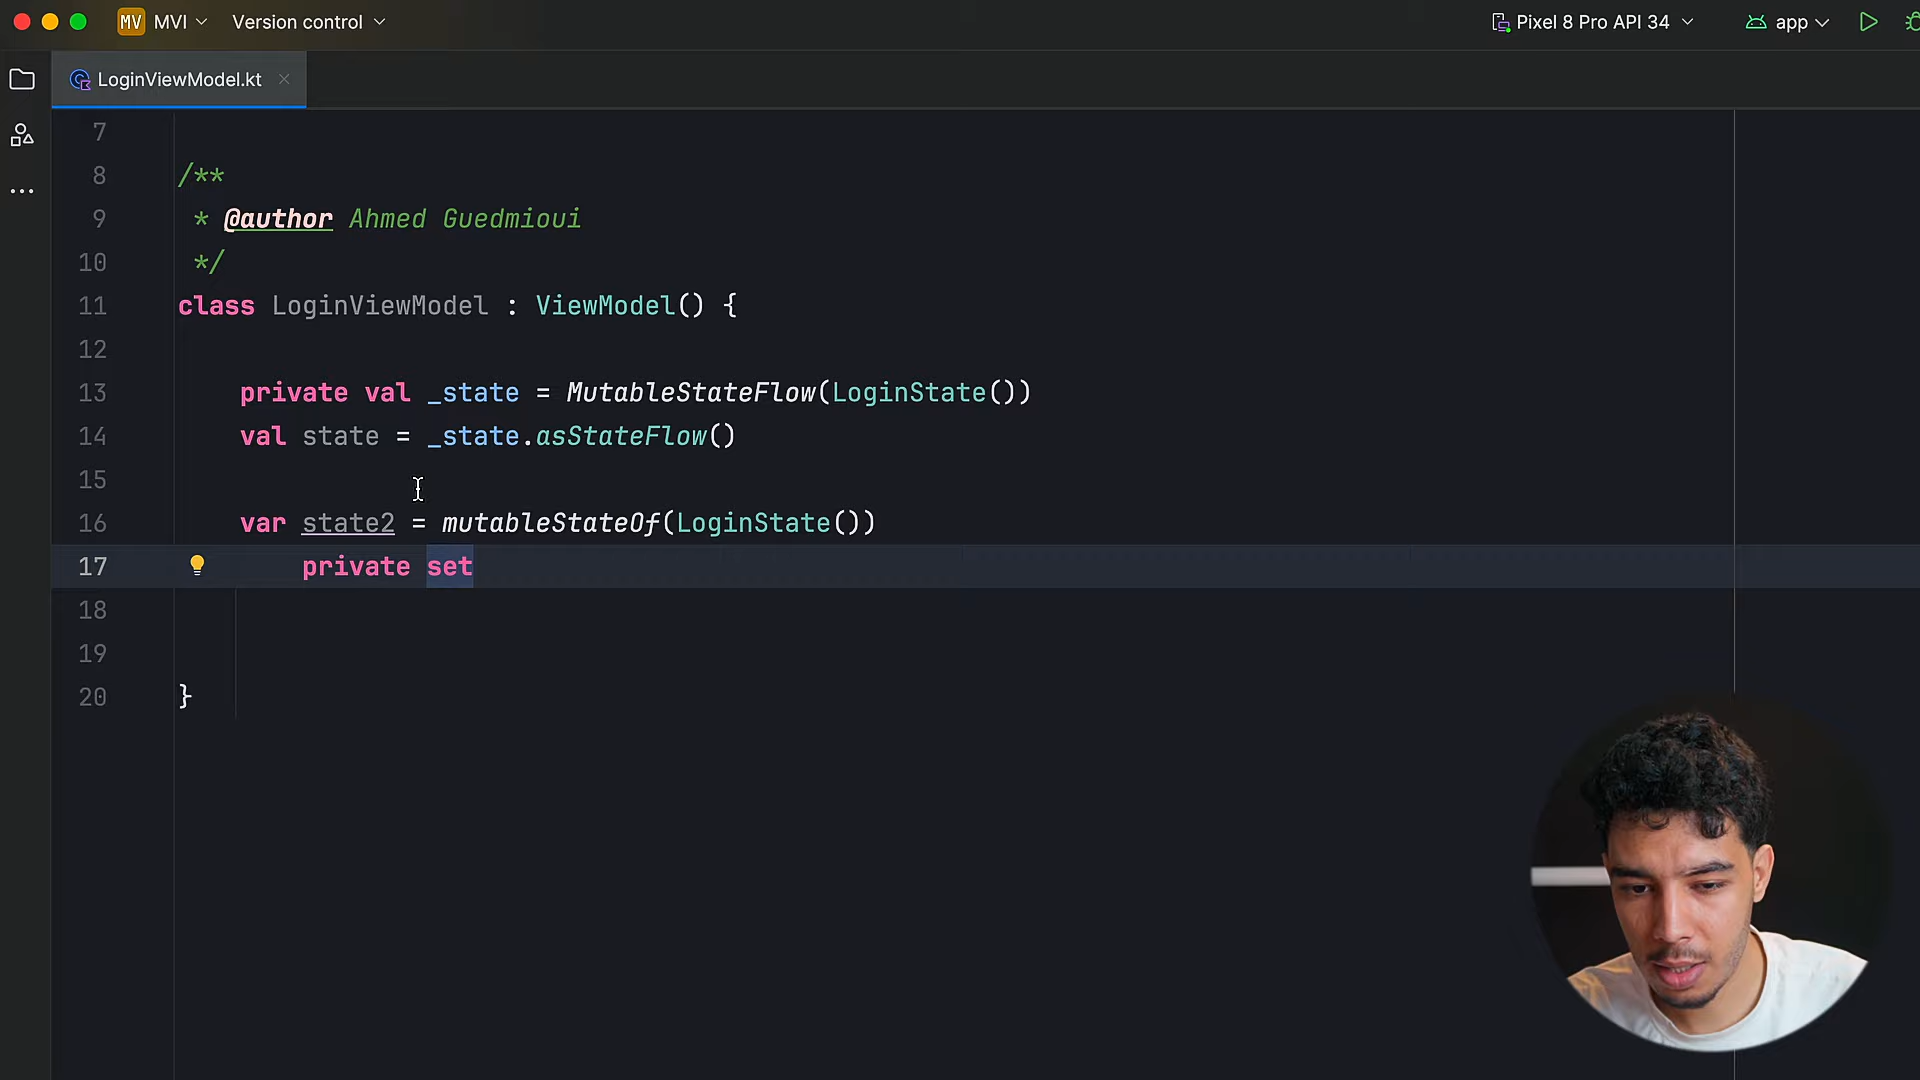 MV MVI Version control Pixel 8 Pro API 34 app
LoginViewModel.kt
7
8 /**
9 * @author Ahmed Guedmioui
10 */
11 class LoginViewModel : ViewModel() {
12
13 private val _state = MutableStateFlow(LoginState())
14 val state = _state.asStateFlow()
15
16 var state2 = mutableStateOf(LoginState())
17 private set
18
19
20 }